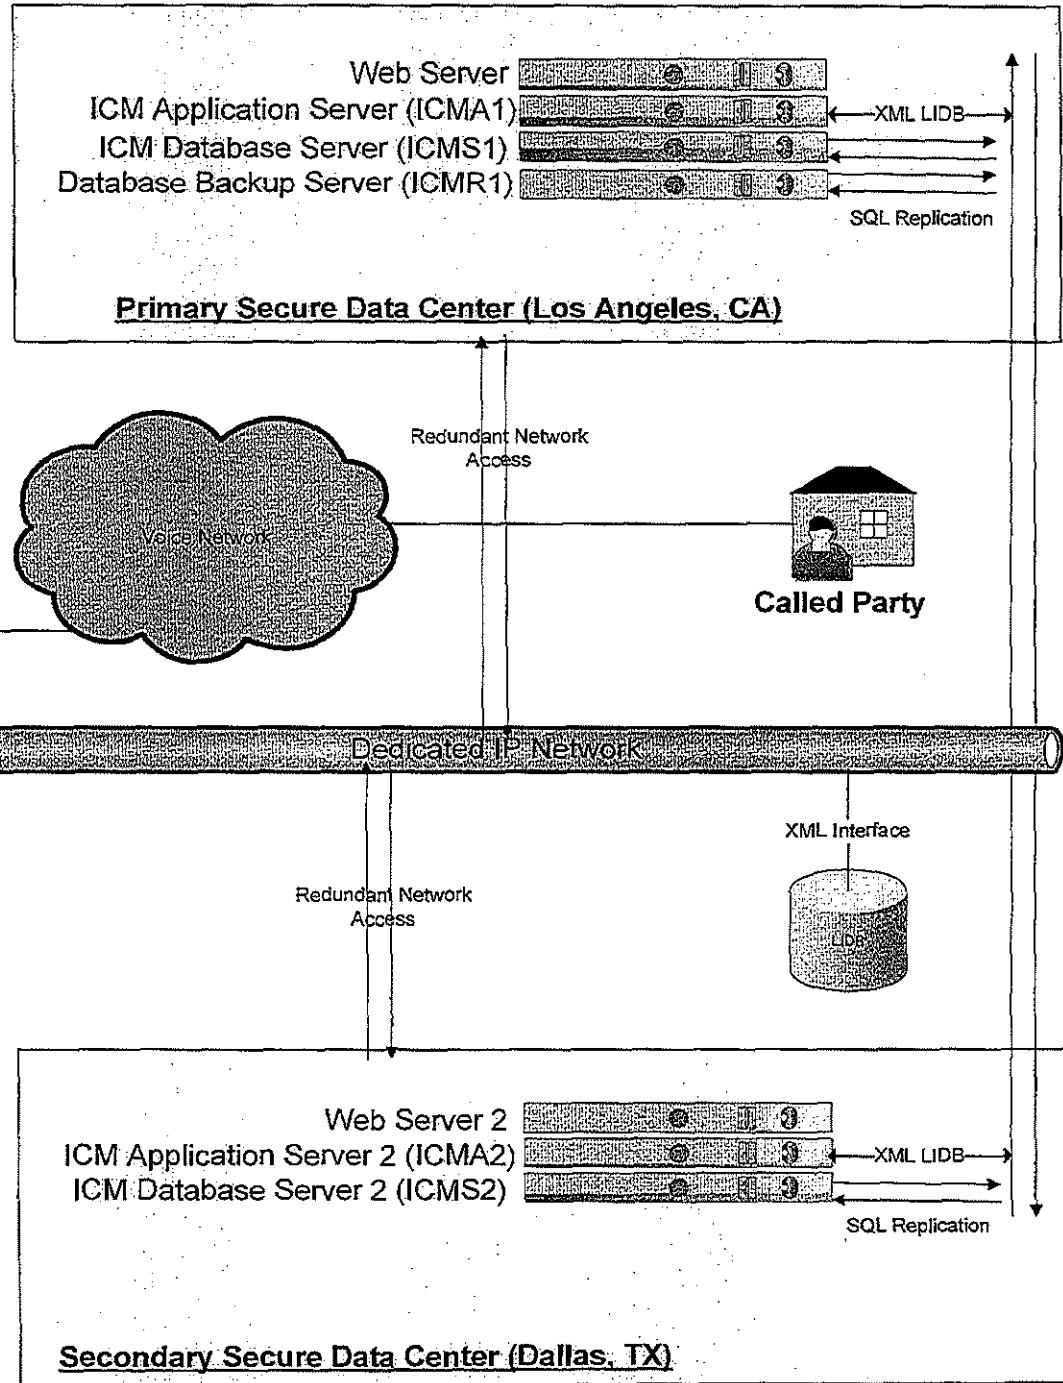 Web Server
ICM Application Server (ICMA1)
XML LIDB
ICM Database Server (ICMS1)
Database Backup Server (ICMR1)
SQL Replication
Primary Secure Data Center (Los Angeles, CA)
Redundant Network
Access
Voice Network
Called Party
Dedicated IP Network
XML Interface
Redundant Network
Access
LIDB
Web Server 2
ICM Application Server 2 (ICMA2)
XML LIDB
ICM Database Server 2 (ICMS2)
SQL Replication
Secondary Secure Data Center (Dallas, TX)